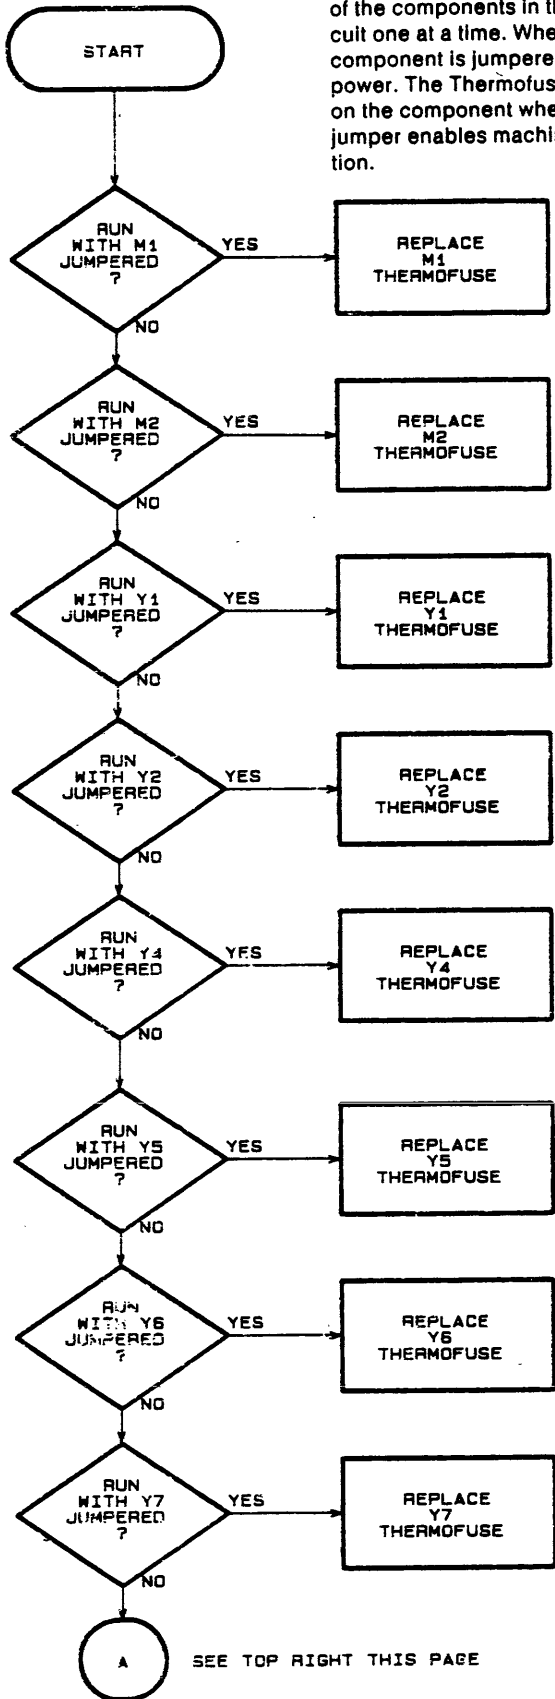 of the components in th
cuit one at a time. Whe
component is jumpere
power. The Thermofus
on the component whe
jumper enables machi
tion.
START
RUN
WITH M1
JUMPERED
?
YES
REPLACE
M1
THERMOFUSE
NO
RUN
WITH M2
JUMPERED
?
YES
REPLACE
M2
THERMOFUSE
NO
RUN
WITH Y1
JUMPERED
?
YES
REPLACE
Y1
THERMOFUSE
NO
RUN
WITH Y2
JUMPERED
?
YES
REPLACE
Y2
THERMOFUSE
NO
RUN
WITH Y4
JUMPERED
?
YES
REPLACE
Y4
THERMOFUSE
NO
RUN
WITH Y5
JUMPERED
?
YES
REPLACE
Y5
THERMOFUSE
NO
RUN
WITH Y6
JUMPERED
?
YES
REPLACE
Y6
THERMOFUSE
NO
RUN
WITH Y7
JUMPERED
?
YES
REPLACE
Y7
THERMOFUSE
NO
A
SEE TOP RIGHT THIS PAGE